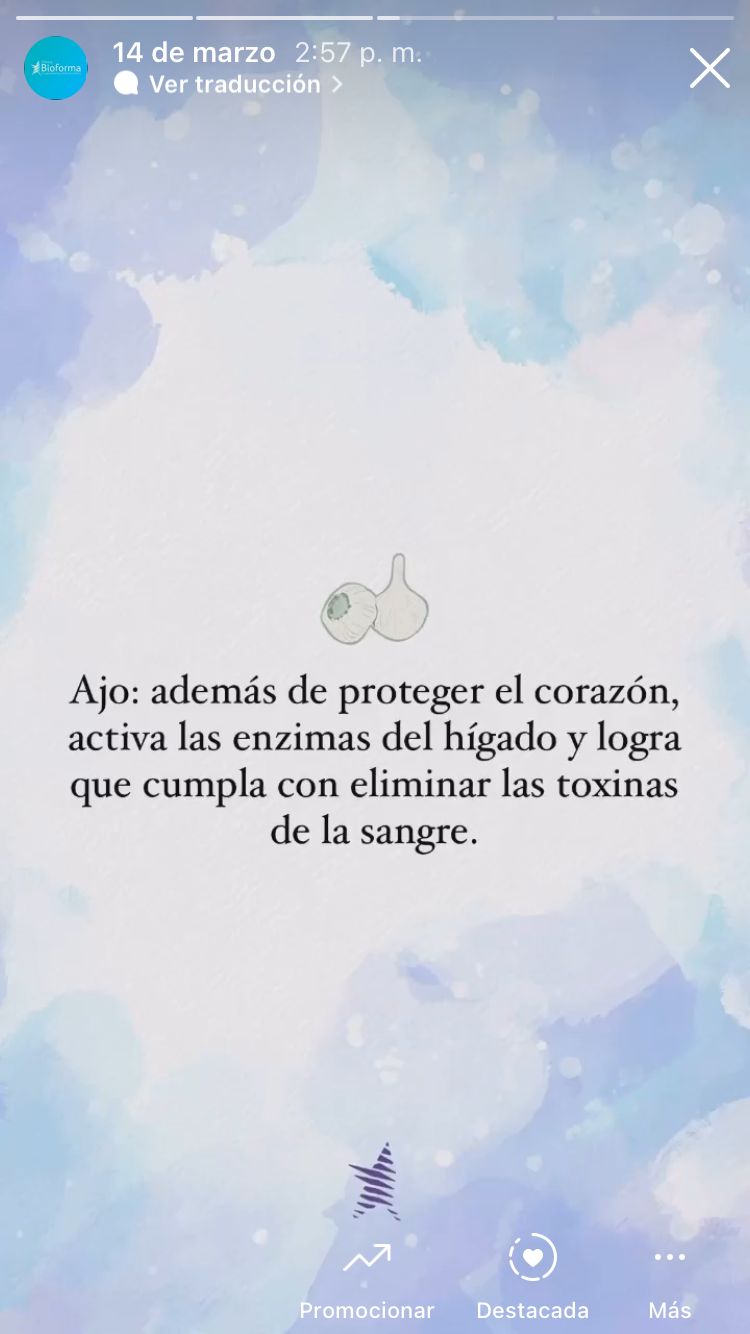 14 de marzo 2:57 p. m.
Bioforma
Ver traducción
Ajo: además de proteger el corazón,
activa las enzimas del hígado y logra
que cumpla con eliminar las toxinas
de la sangre.
Promocionar Destacada Más